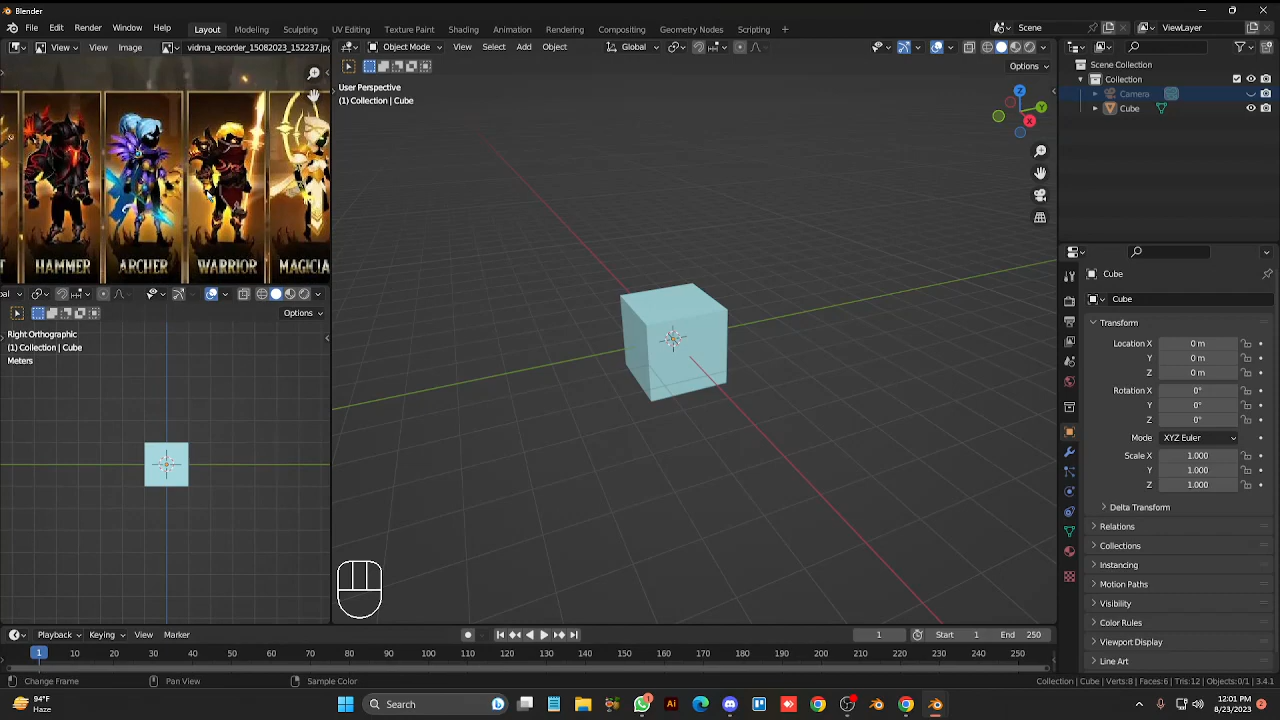 Blender
File Edit Render Window Help
Layout Modeling Sculpting UV Editing Texture Paint Shading Animation Rendering Compositing Geometry Nodes Scripting
Scene
ViewLayer
View View Image vidma_recorder_15082023_152237.jpg
Object Mode View Select Add Object Global
Options
HAMMER ARCHER WARRIOR MAGICIA
User Perspective
(1) Collection | Cube
Z
Y
X
Scene Collection
Collection
Camera
Cube
Options
Right Orthographic
(1) Collection | Cube
Meters
Cube
Cube
Transform
Location X 0 m
Y 0 m
Z 0 m
Rotation X 0°
Y 0°
Z 0°
Mode XYZ Euler
Scale X 1.000
Y 1.000
Z 1.000
Delta Transform
Relations
Collections
Instancing
Motion Paths
Visibility
Color Rules
Viewport Display
Line Art
Playback Keying View Marker
1 Start 1 End 250
1 10 20 30 40 50 60 70 80 90 100 110 120 130 140 150 160 170 180 190 200 210 220 230 240 250
Change Frame Pan View Sample Color
Collection | Cube | Verts:8 | Faces:6 | Tris:12 | Objects:0/1 | 3.4.1
94°F
Haze
Search
12:01 PM
8/23/2023